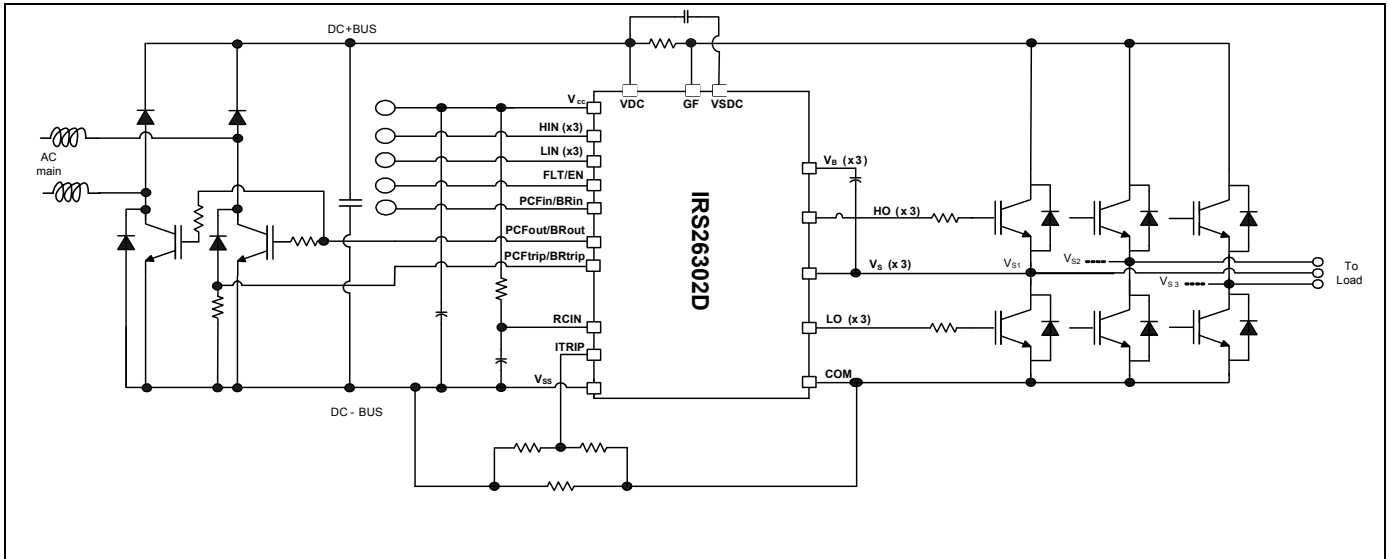 DC+BUS
AC
main
VDC
GF
VSDC
Vcc
HIN (x3)
LIN (x3)
FLT/EN
PCFin/BRin
PCFout/BRout
PCFtrip/BRtrip
RCIN
ITRIP
VSS
DC - BUS
IRS26302D
VB (x3)
HO (x3)
VS (x3)
LO (x3)
COM
VS1
VS2
VS3
To
Load